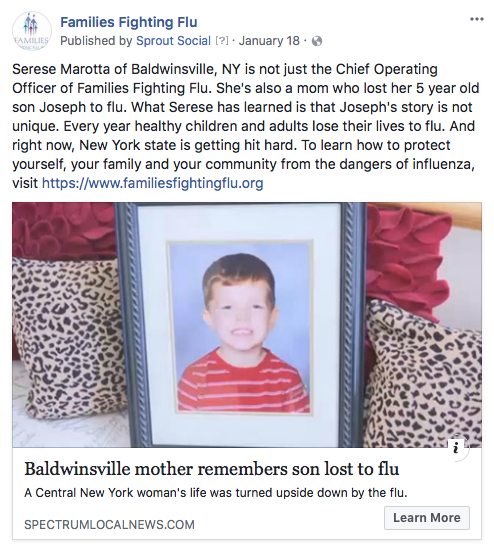 Families Fighting Flu
Published by Sprout Social [?] · January 18 ·
Serese Marotta of Baldwinsville, NY is not just the Chief Operating
Officer of Families Fighting Flu. She's also a mom who lost her 5 year old
son Joseph to flu. What Serese has learned is that Joseph's story is not
unique. Every year healthy children and adults lose their lives to flu. And
right now, New York state is getting hit hard. To learn how to protect
yourself, your family and your community from the dangers of influenza,
visit https://www.familiesfightingflu.org
i
Baldwinsville mother remembers son lost to flu
A Central New York woman's life was turned upside down by the flu.
SPECTRUMLOCALNEWS.COM
Learn More